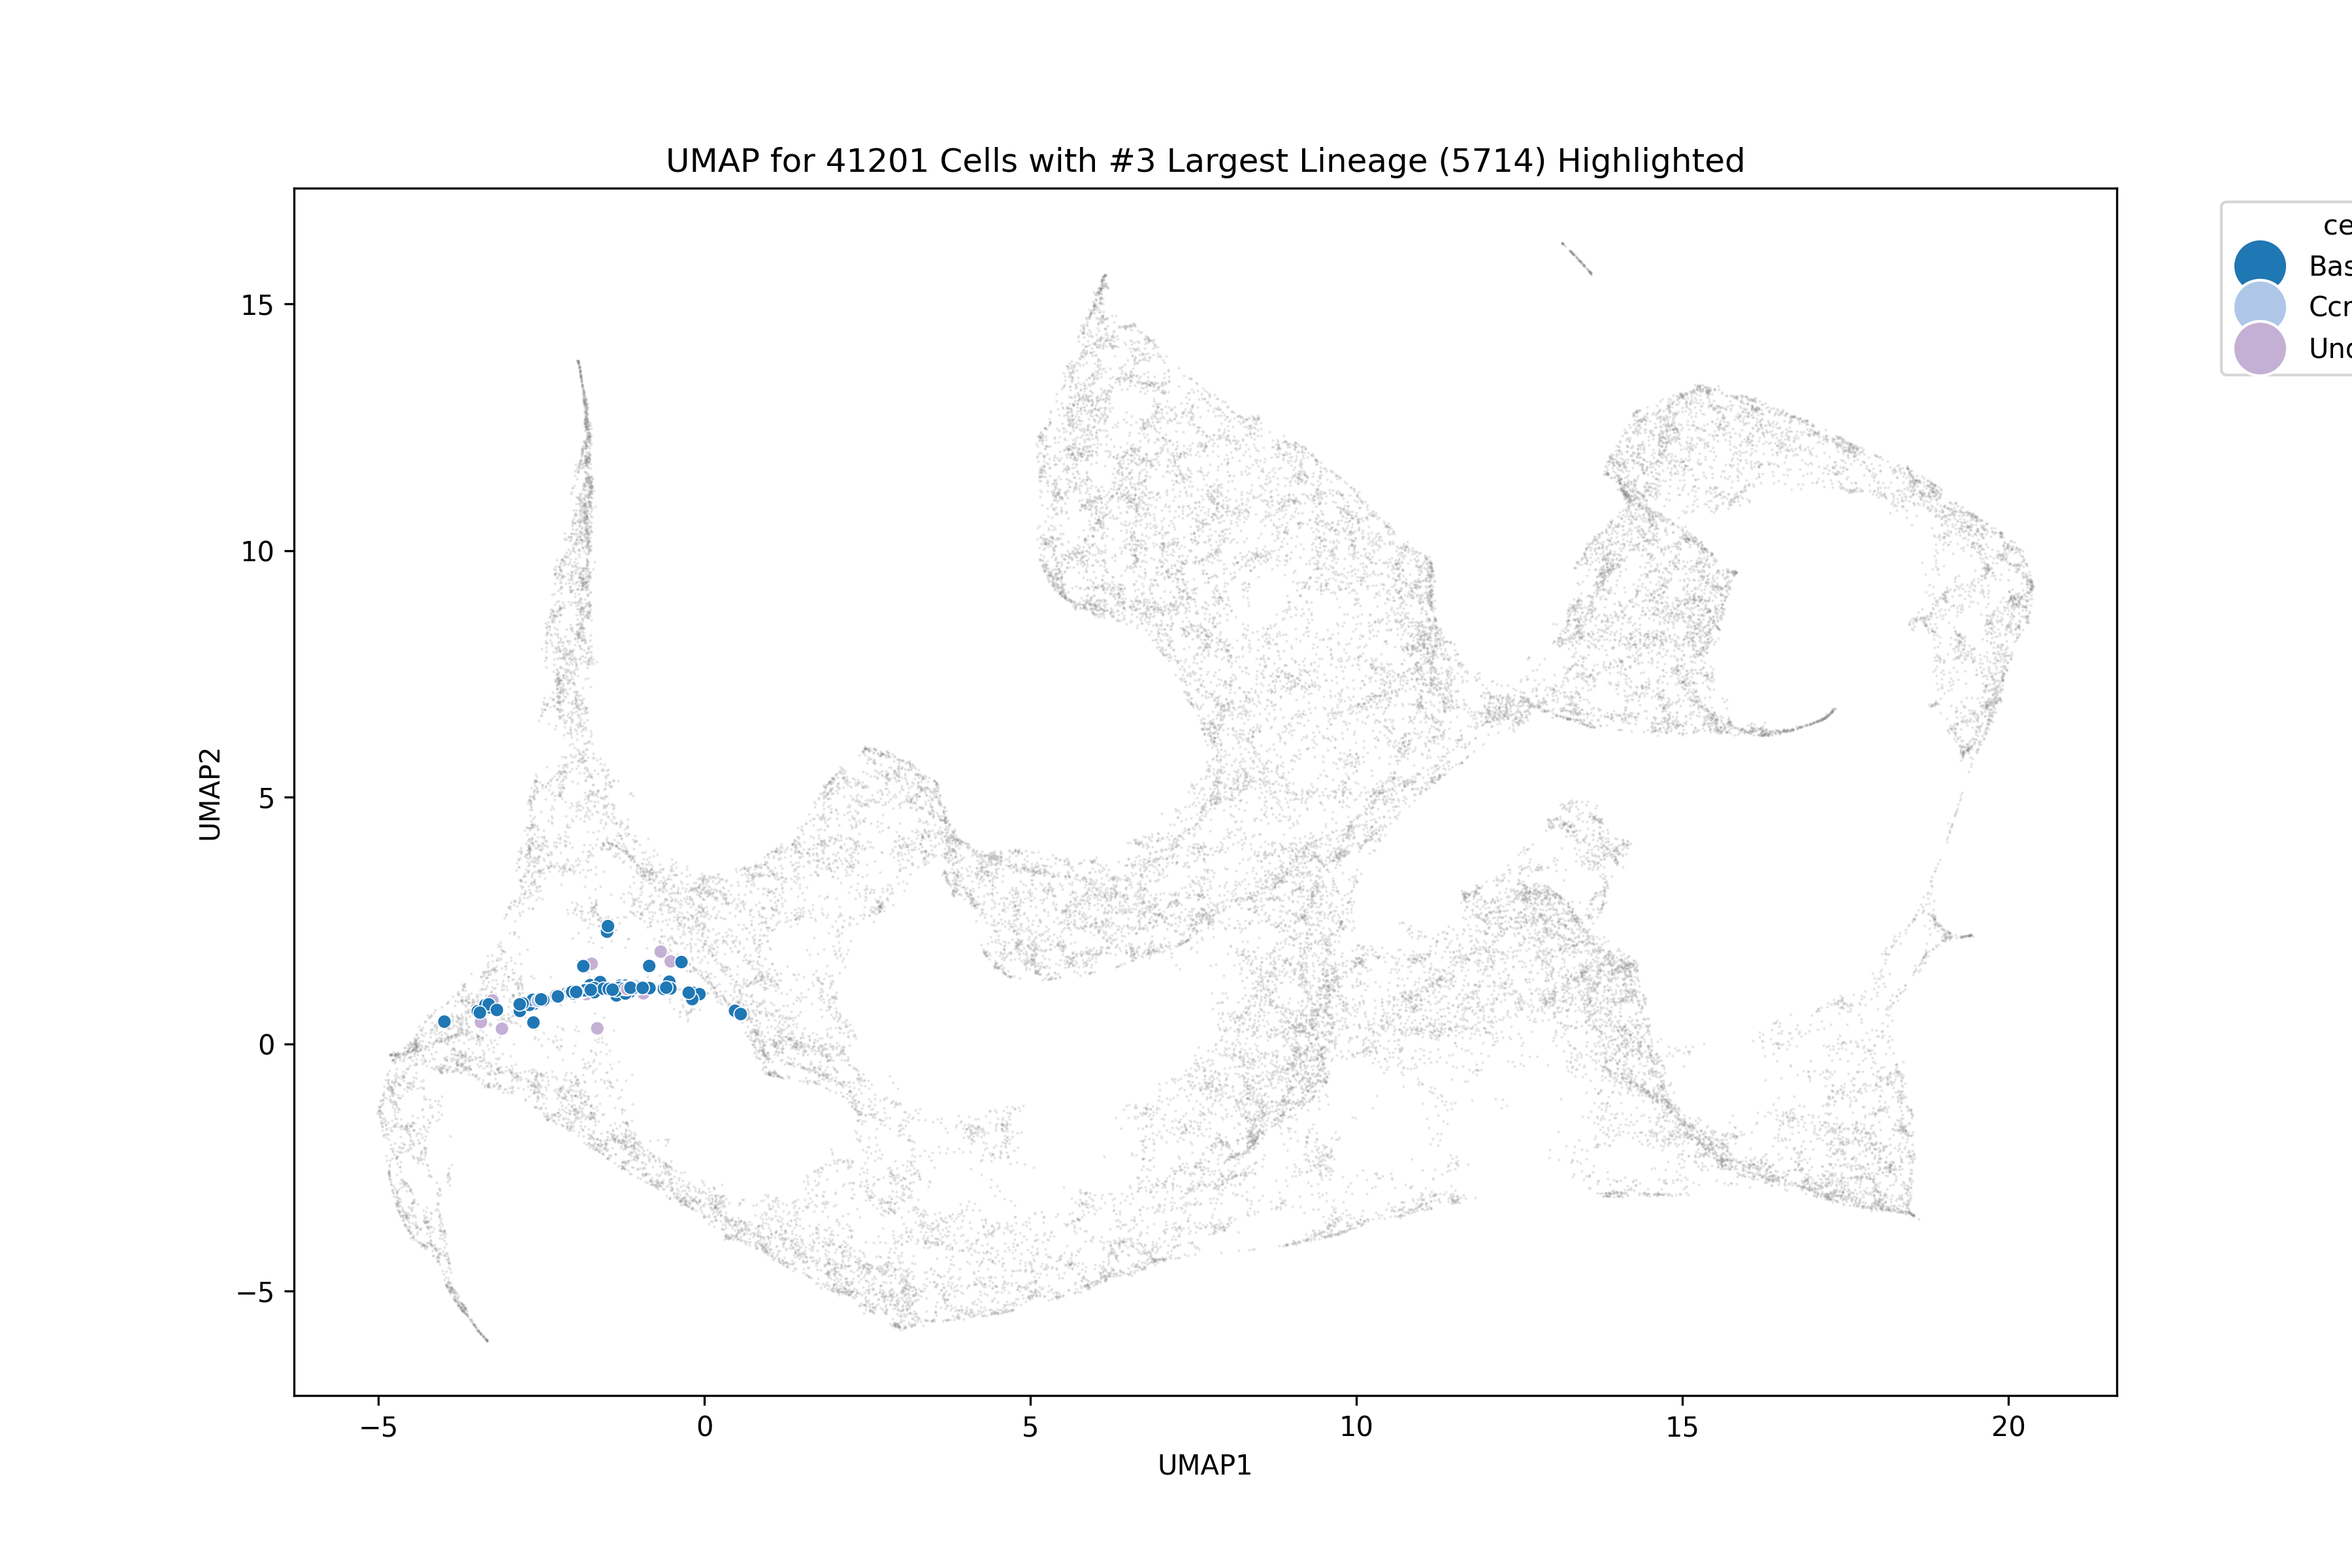 UMAP for 41201 Cells with #3 Largest Lineage (5714) Highlighted
ce
Bas
Ccr
Und
15
10
5
0
−5
UMAP2
−5 0 5 10 15 20
UMAP1